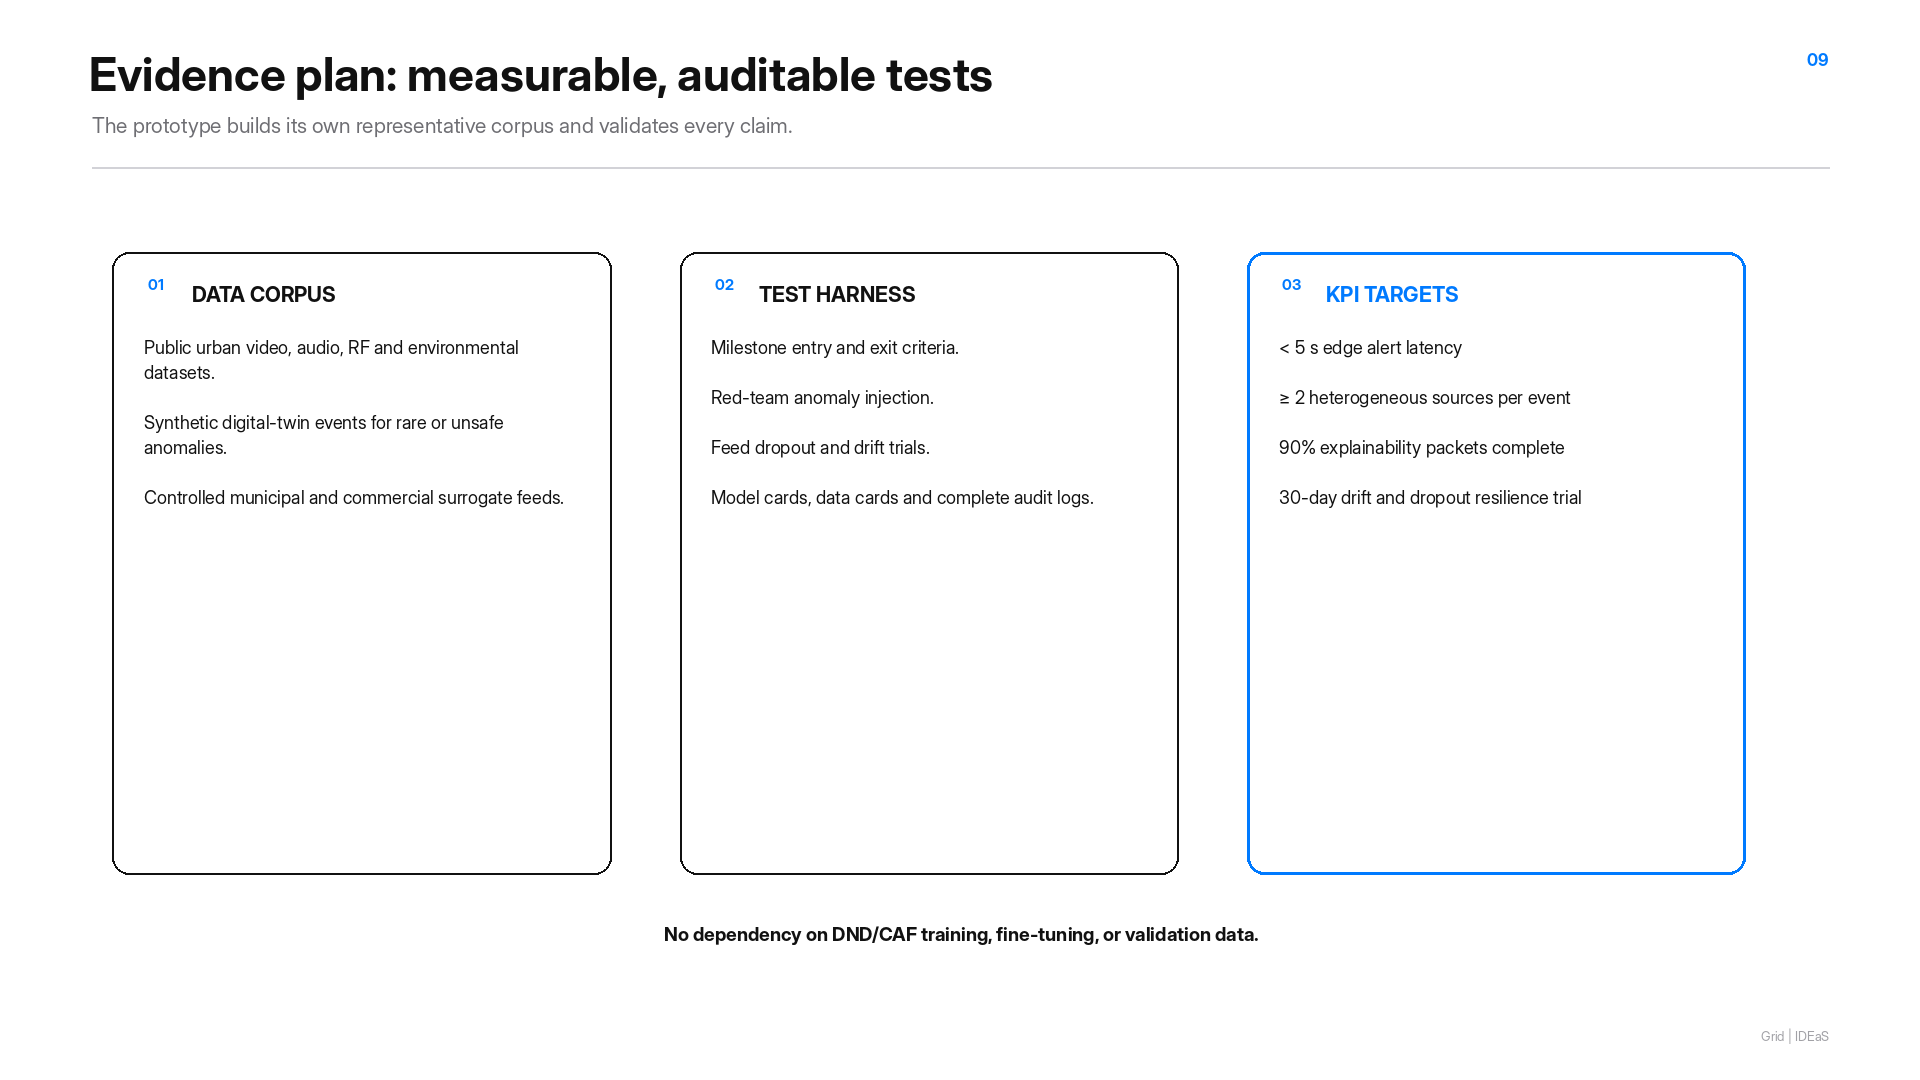 Evidence plan: measurable, auditable tests
09
The prototype builds its own representative corpus and validates every claim.
01
DATA CORPUS
Public urban video, audio, RF and environmental
datasets.
Synthetic digital-twin events for rare or unsafe
anomalies.
Controlled municipal and commercial surrogate feeds.
02
TEST HARNESS
Milestone entry and exit criteria.
Red-team anomaly injection.
Feed dropout and drift trials.
Model cards, data cards and complete audit logs.
03
KPI TARGETS
< 5 s edge alert latency
≥ 2 heterogeneous sources per event
90% explainability packets complete
30-day drift and dropout resilience trial
No dependency on DND/CAF training, fine-tuning, or validation data.
Grid | IDEaS